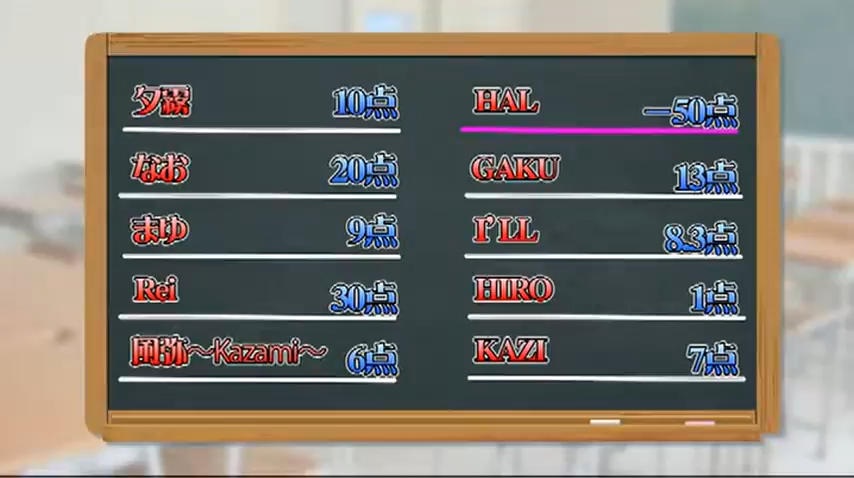 夕霧 10点
なお 20点
まゆ 9点
Rei 30点
風弥～Kazami～ 6点
HAL －50点
GAKU 13点
I'LL 8.3点
HIRO 1点
KAZI 7点